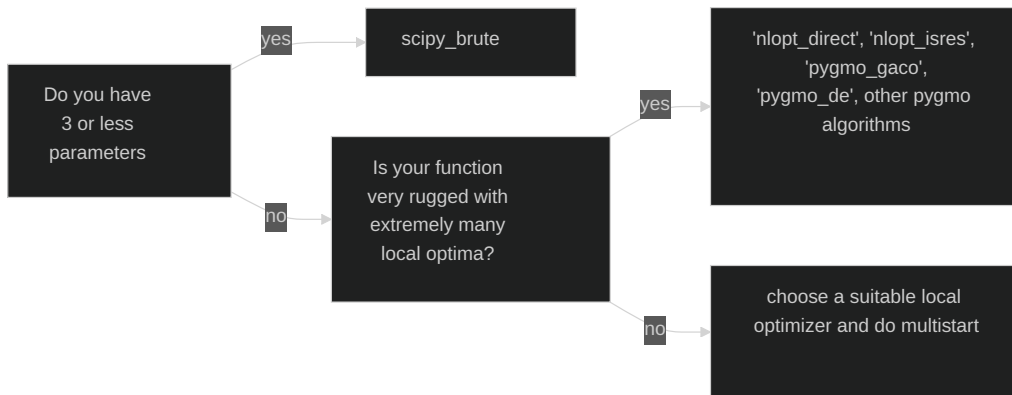 Do you have
3 or less
parameters
yes
scipy_brute
no
Is your function
very rugged with
extremely many
local optima?
yes
'nlopt_direct', 'nlopt_isres',
'pygmo_gaco',
'pygmo_de', other pygmo
algorithms
no
choose a suitable local
optimizer and do multistart